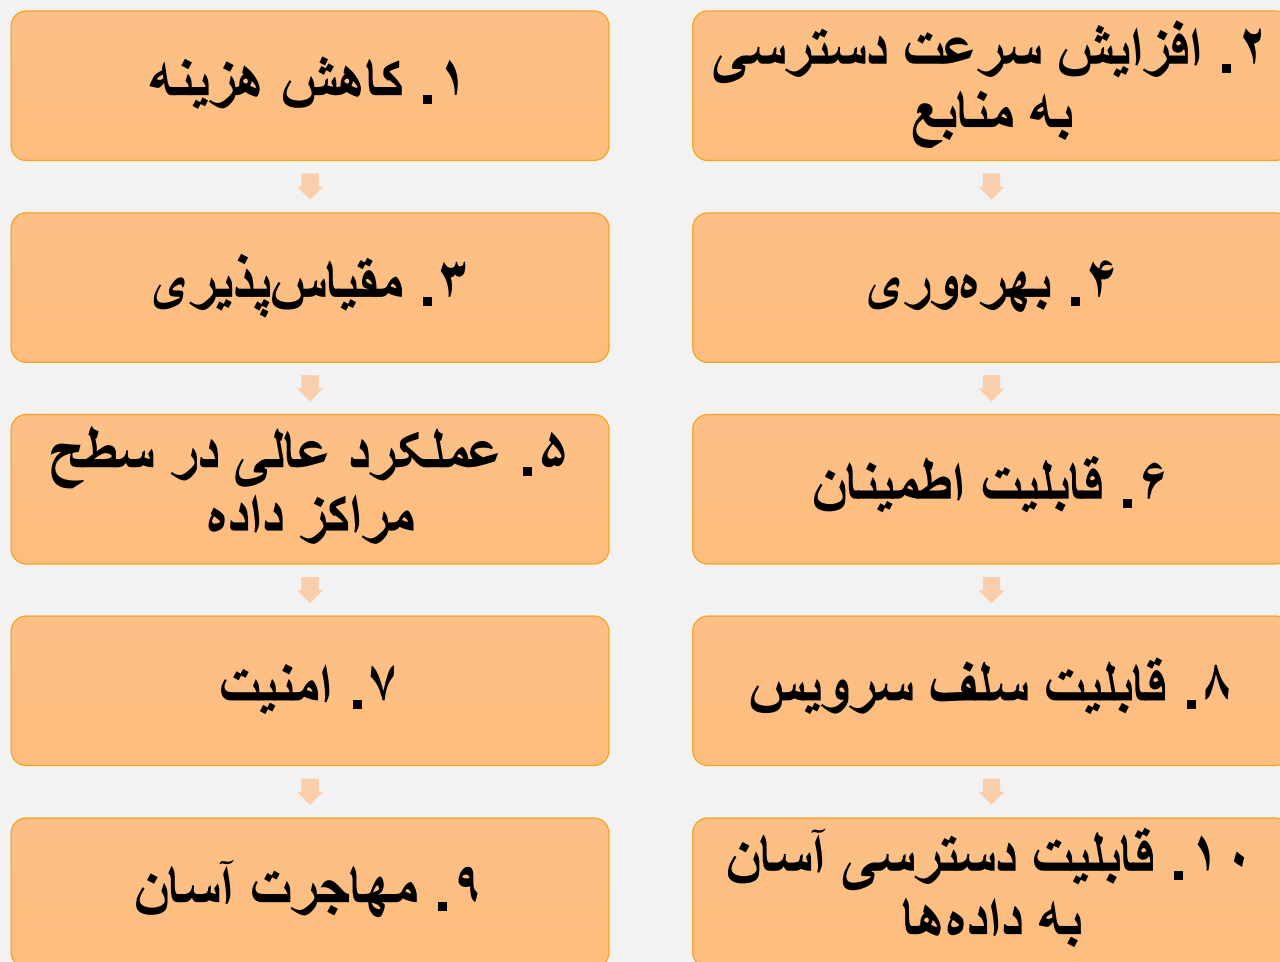 ۱. کاهش هزینه
۲. افزایش سرعت دسترسی
به منابع
۳. مقیاس‌پذیری
۴. بهره‌وری
۵. عملکرد عالی در سطح
مراکز داده
۶. قابلیت اطمینان
۷. امنیت
۸. قابلیت سلف سرویس
۹. مهاجرت آسان
۱۰. قابلیت دسترسی آسان
به داده‌ها